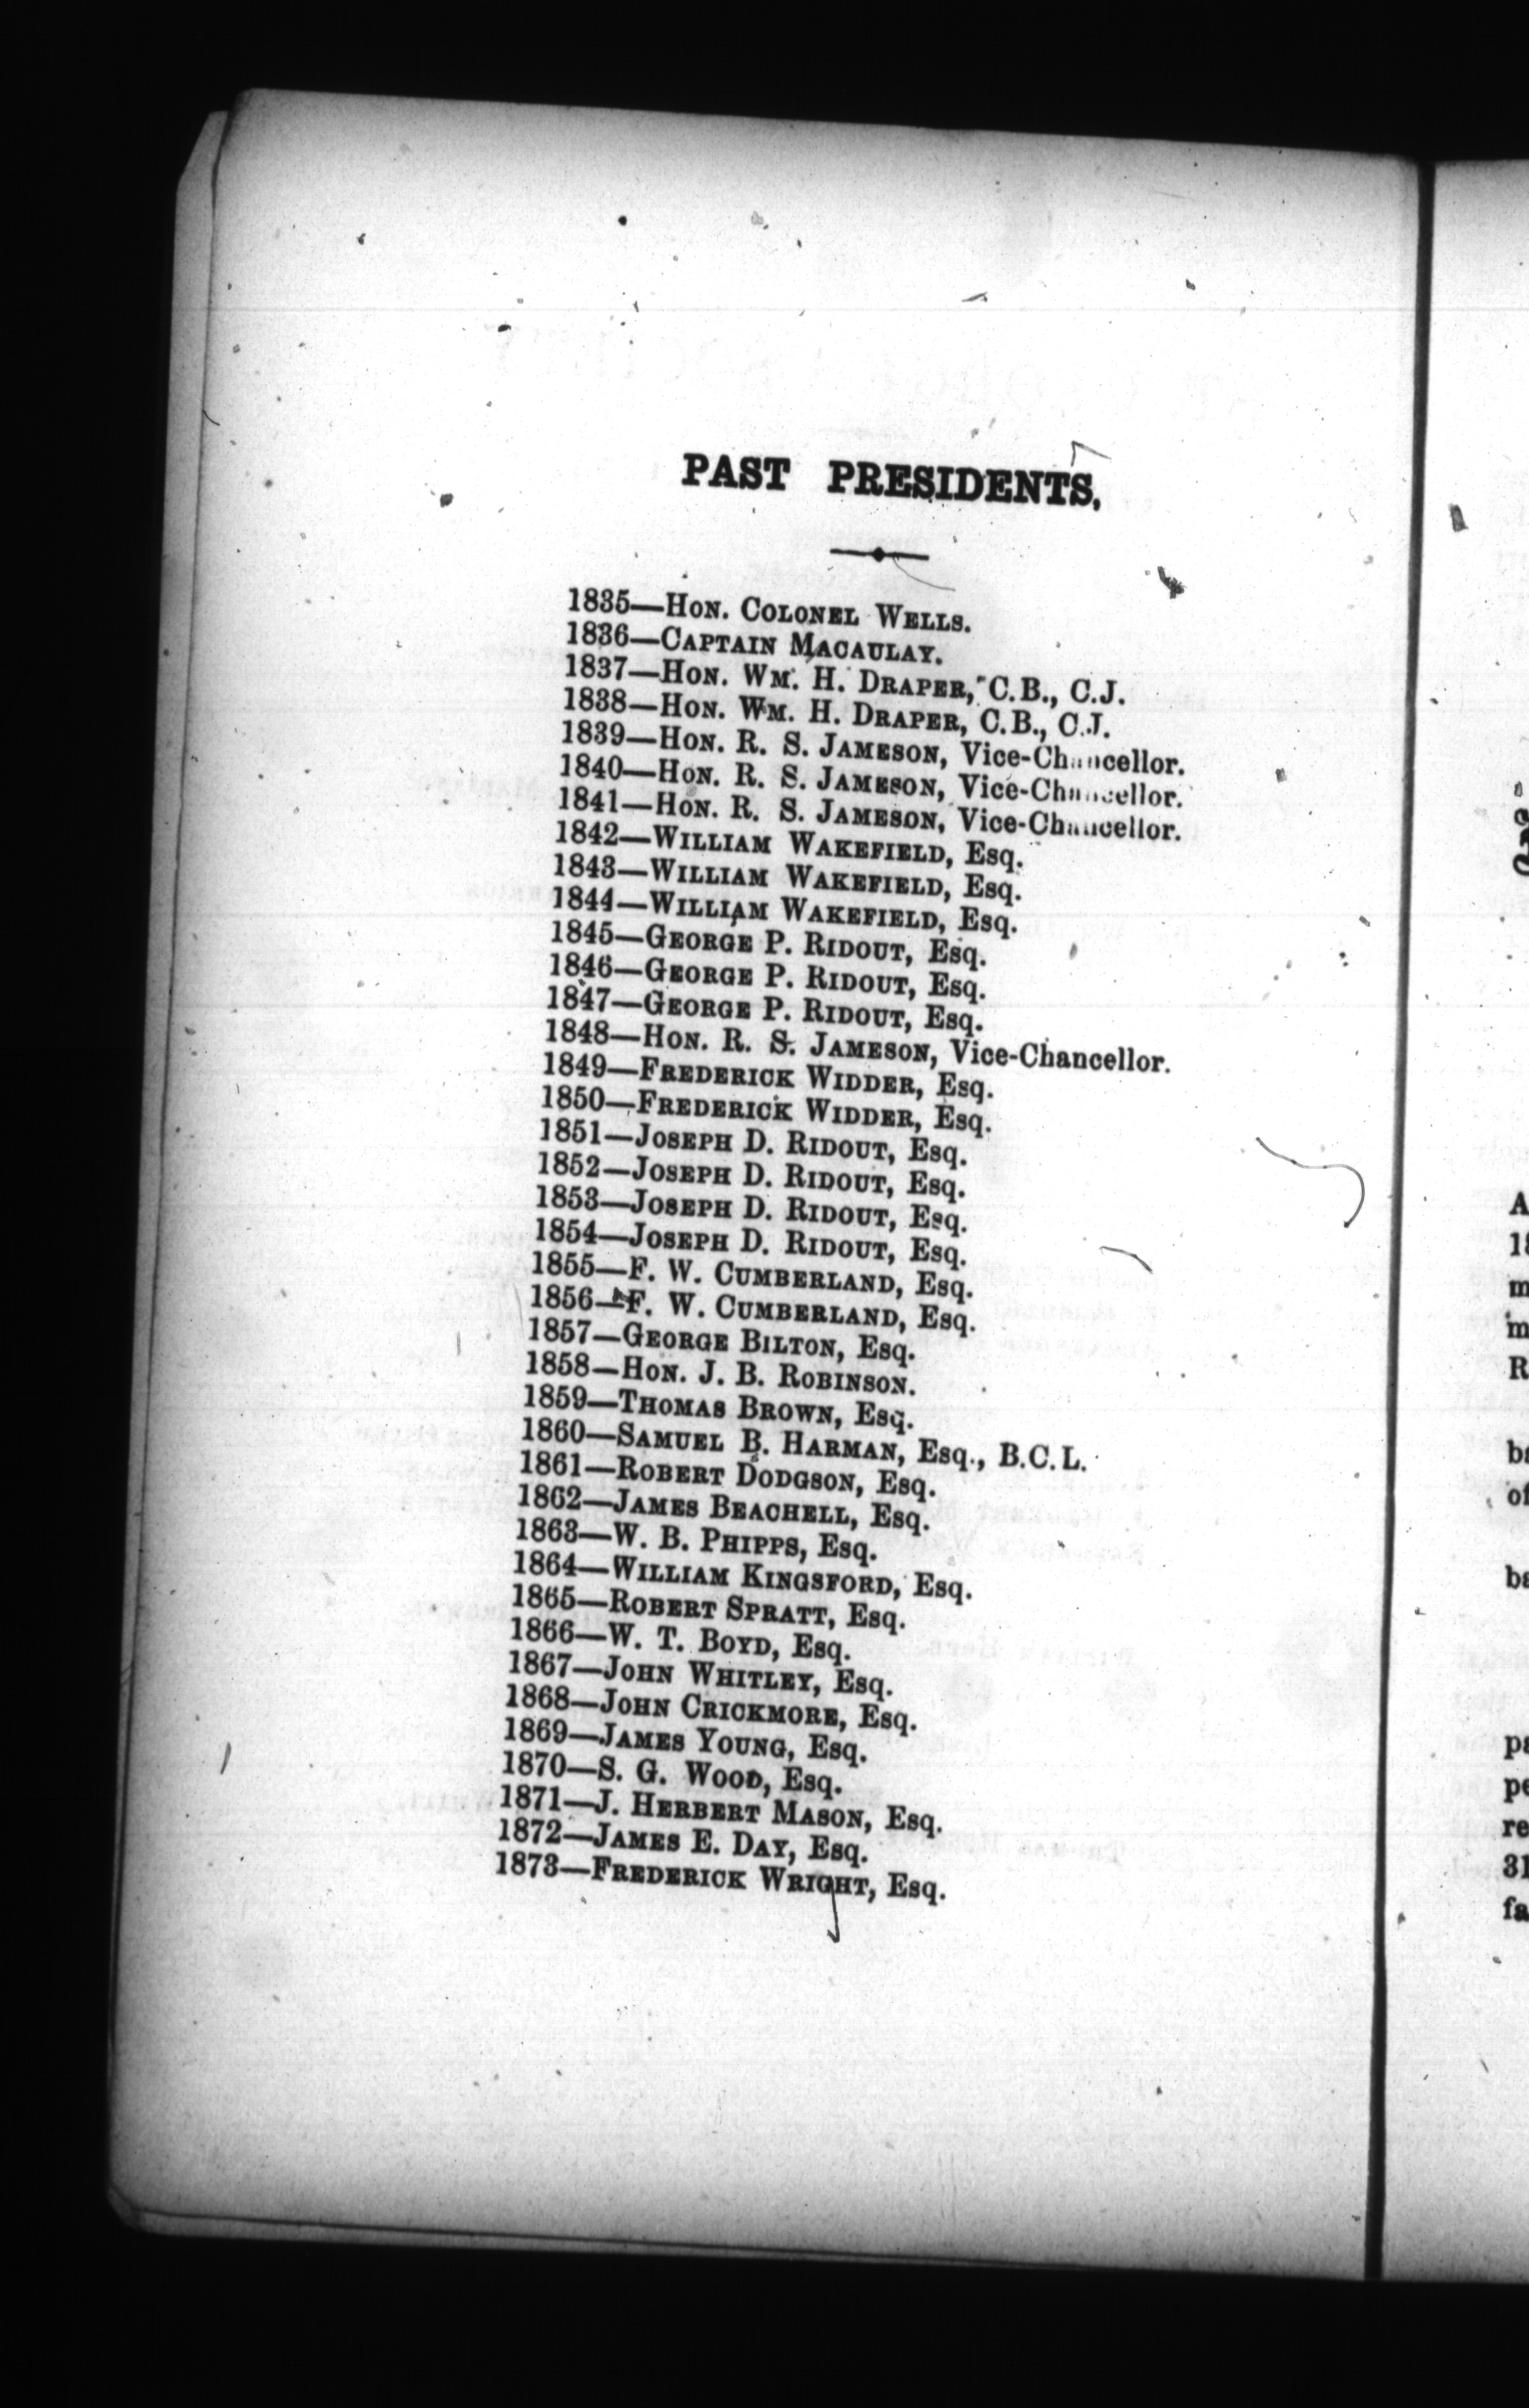 PAST PRESIDENTS.
1835—HON. COLONEL WELLS.
1836—CAPTAIN MACAULAY.
1837—HON. WM. H. DRAPER, C.B., C.J.
1838—HON. WM. H. DRAPER, C.B., C.J.
1839—HON. R. S. JAMESON, Vice-Chancellor.
1840—HON. R. S. JAMESON, Vice-Chancellor.
1841—HON. R. S. JAMESON, Vice-Chancellor.
1842—WILLIAM WAKEFIELD, Esq.
1843—WILLIAM WAKEFIELD, Esq.
1844—WILLIAM WAKEFIELD, Esq.
1845—GEORGE P. RIDOUT, Esq.
1846—GEORGE P. RIDOUT, Esq.
1847—GEORGE P. RIDOUT, Esq.
1848—HON. R. S. JAMESON, Vice-Chancellor.
1849—FREDERICK WIDDER, Esq.
1850—FREDERICK WIDDER, Esq.
1851—JOSEPH D. RIDOUT, Esq.
1852—JOSEPH D. RIDOUT, Esq.
1853—JOSEPH D. RIDOUT, Esq.
1854—JOSEPH D. RIDOUT, Esq.
1855—F. W. CUMBERLAND, Esq.
1856—F. W. CUMBERLAND, Esq.
1857—GEORGE BILTON, Esq.
1858—HON. J. B. ROBINSON.
1859—THOMAS BROWN, Esq.
1860—SAMUEL B. HARMAN, Esq., B.C.L.
1861—ROBERT DODGSON, Esq.
1862—JAMES BEACHELL, Esq.
1863—W. B. PHIPPS, Esq.
1864—WILLIAM KINGSFORD, Esq.
1865—ROBERT SPRATT, Esq.
1866—W. T. BOYD, Esq.
1867—JOHN WHITLEY, Esq.
1868—JOHN CRICKMORE, Esq.
1869—JAMES YOUNG, Esq.
1870—S. G. WOOD, Esq.
1871—J. HERBERT MASON, Esq.
1872—JAMES E. DAY, Esq.
1873—FREDERICK WRIGHT, Esq.